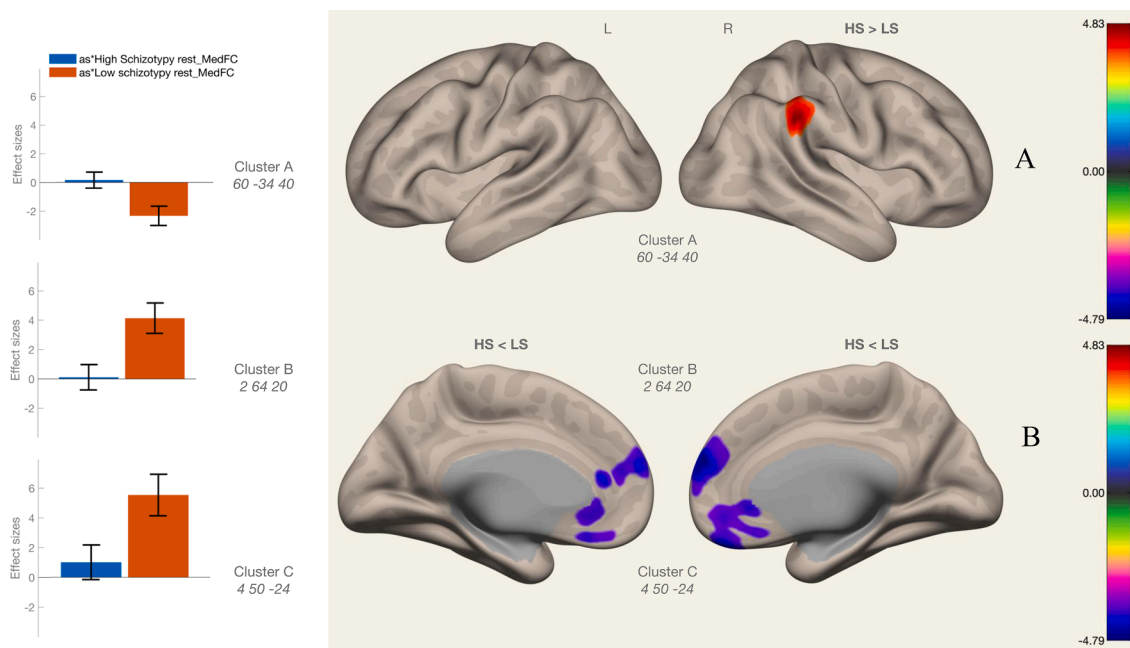 as*High Schizotypy rest_MedFC
as*Low schizotypy rest_MedFC
Effect sizes
6
4
2
0
-2
Cluster A
60 -34 40
Effect sizes
6
4
2
0
-2
Cluster B
2 64 20
Effect sizes
6
4
2
0
-2
Cluster C
4 50 -24
L
R
HS > LS
A
Cluster A
60 -34 40
4.83
0.00
-4.79
HS < LS
HS < LS
Cluster B
2 64 20
B
Cluster C
4 50 -24
4.83
0.00
-4.79